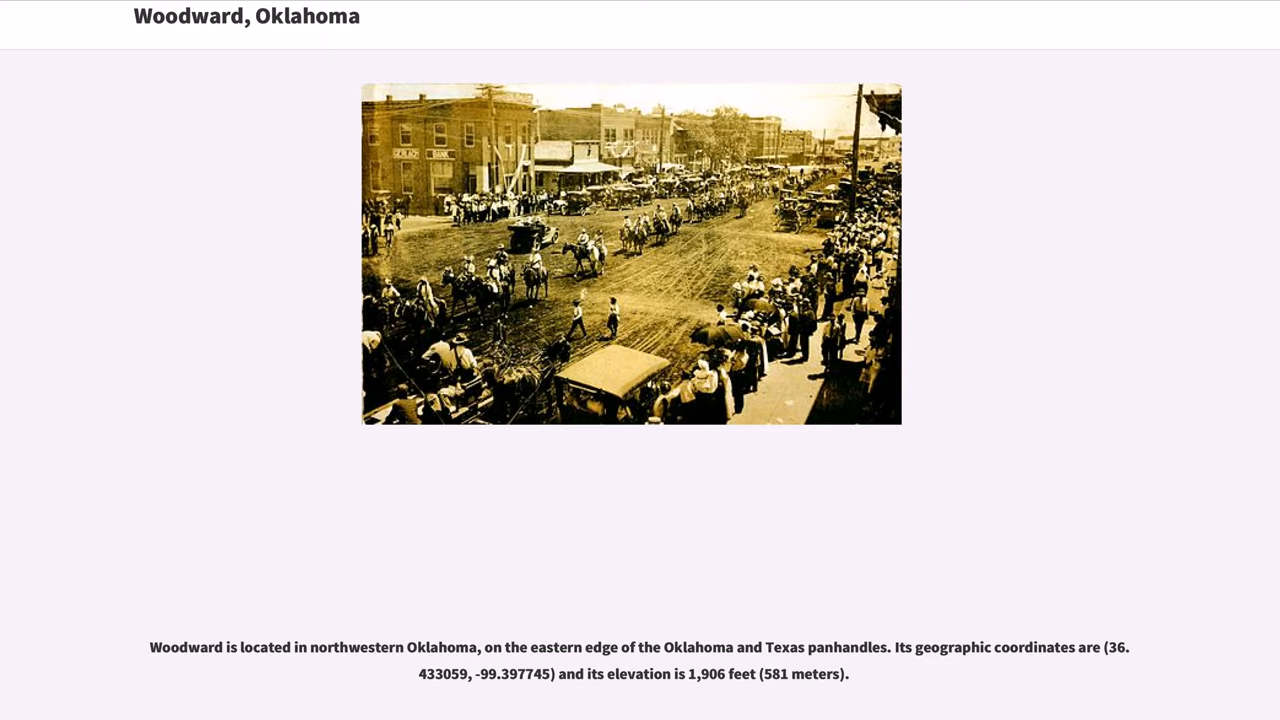 Woodward, Oklahoma
BANK
Woodward is located in northwestern Oklahoma, on the eastern edge of the Oklahoma and Texas panhandles. Its geographic coordinates are (36.
433059, -99.397745) and its elevation is 1,906 feet (581 meters).